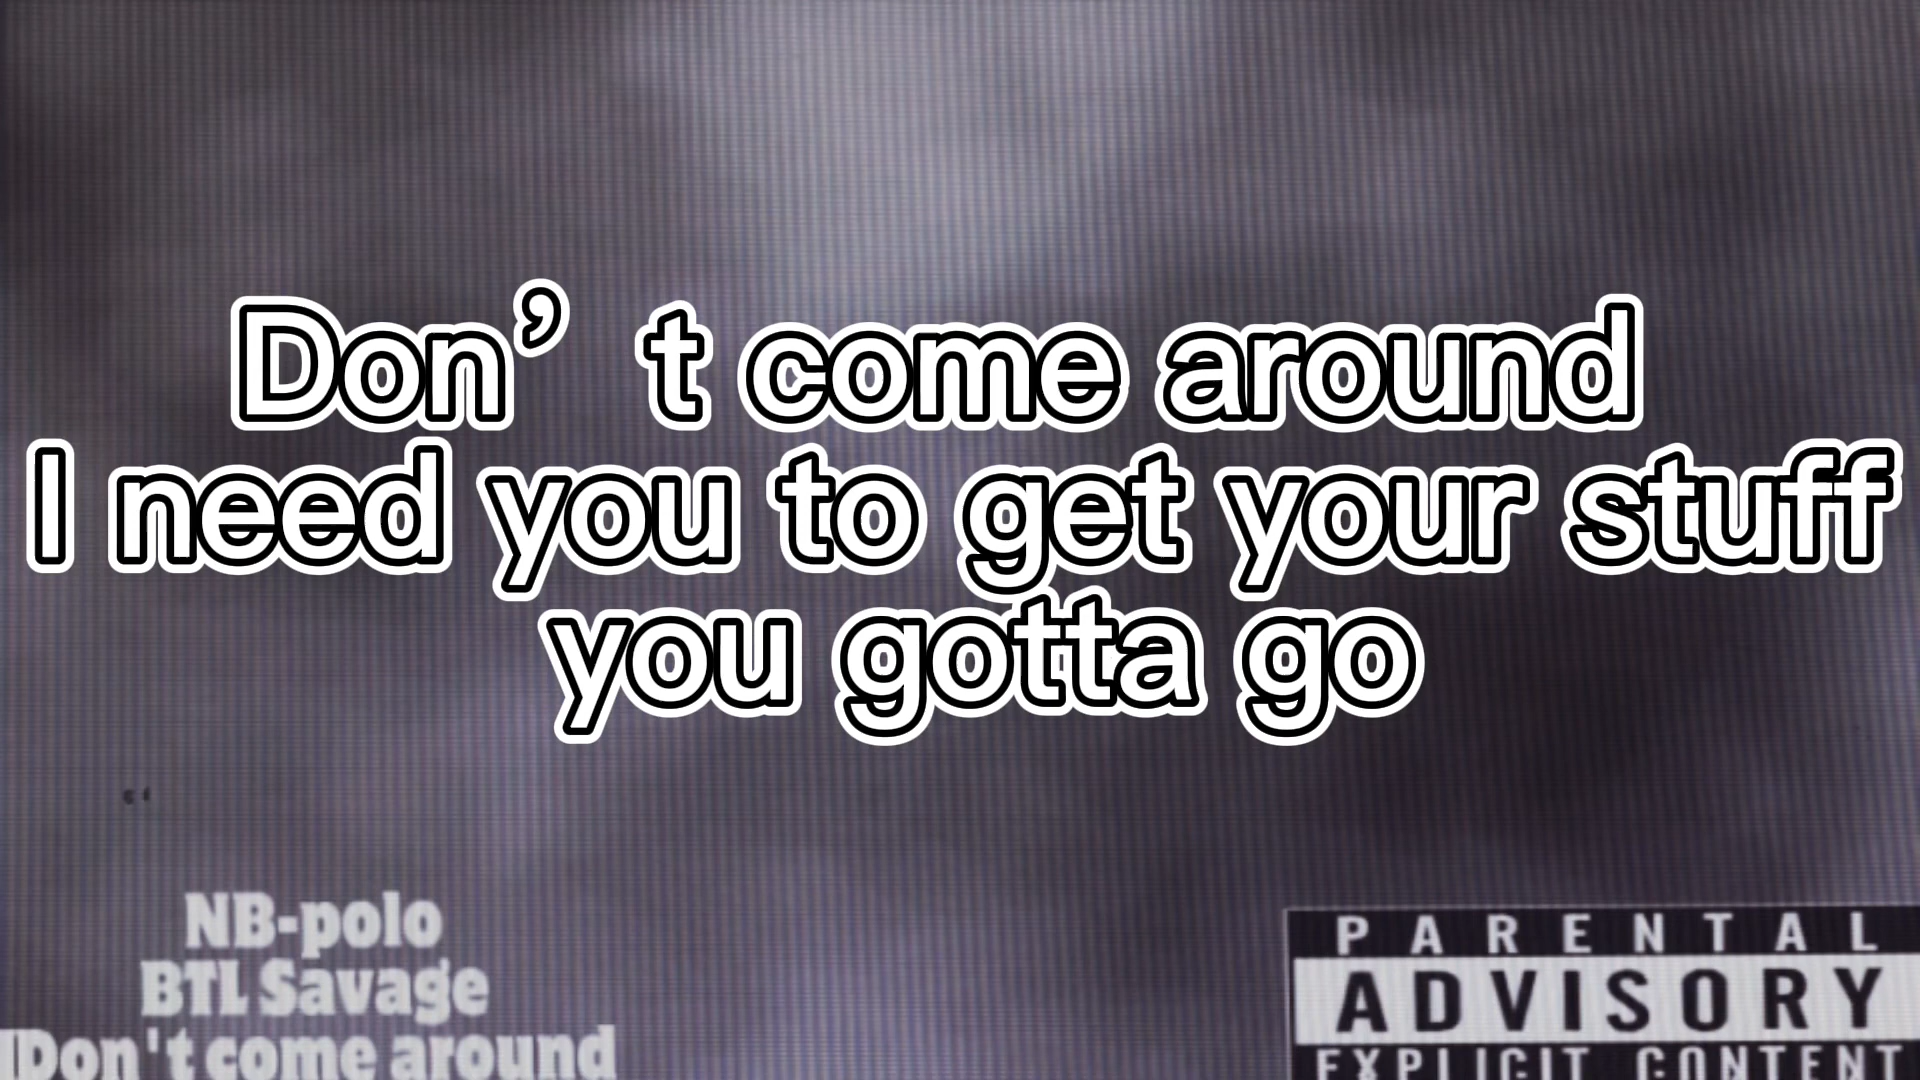 Don’t come around
I need you to get your stuff
you gotta go
NB-polo
BTL Savage
Don't come around
PARENTAL
ADVISORY
EXPLICIT CONTENT